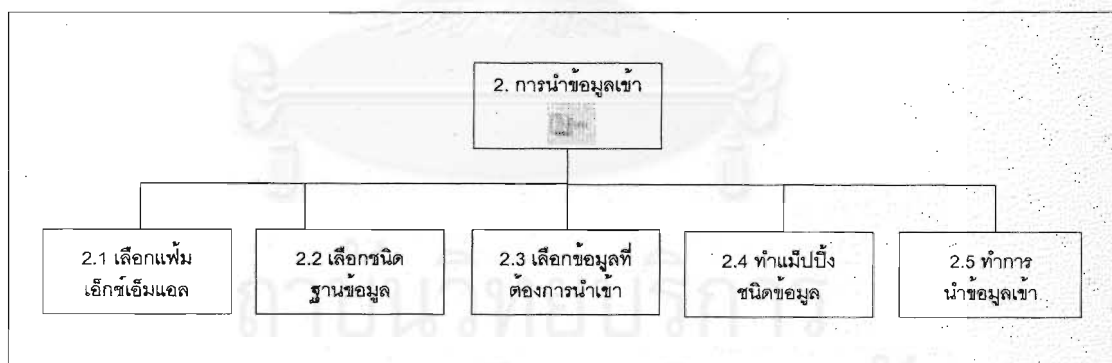 2. การนำข้อมูลเข้า
2.1 เลือกแฟ้ม
เอ็กซ์เอ็มแอล
2.2 เลือกชนิด
ฐานข้อมูล
2.3 เลือกข้อมูลที่
ต้องการนำเข้า
2.4 ทำแม็ปปิ้ง
ชนิดข้อมูล
2.5 ทำการ
นำข้อมูลเข้า